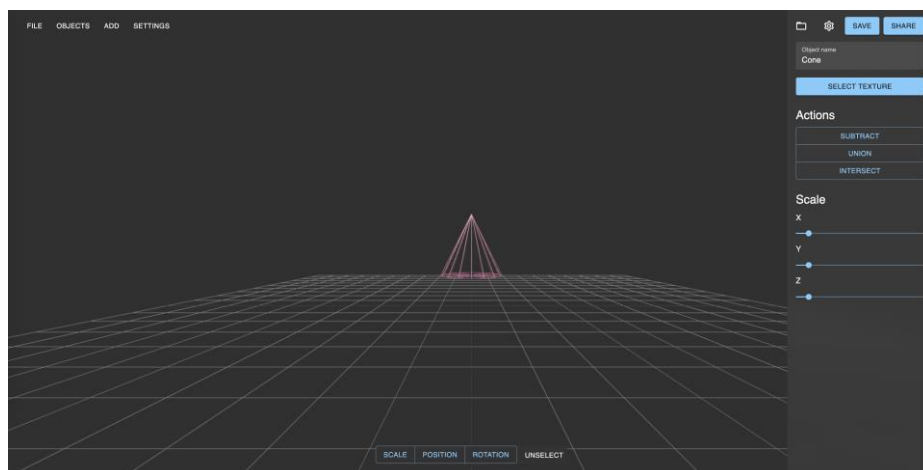 FILE OBJECTS ADD SETTINGS
SAVE SHARE
Object name
Cone
SELECT TEXTURE
Actions
SUBTRACT
UNION
INTERSECT
Scale
X
Y
Z
SCALE POSITION ROTATION UNSELECT